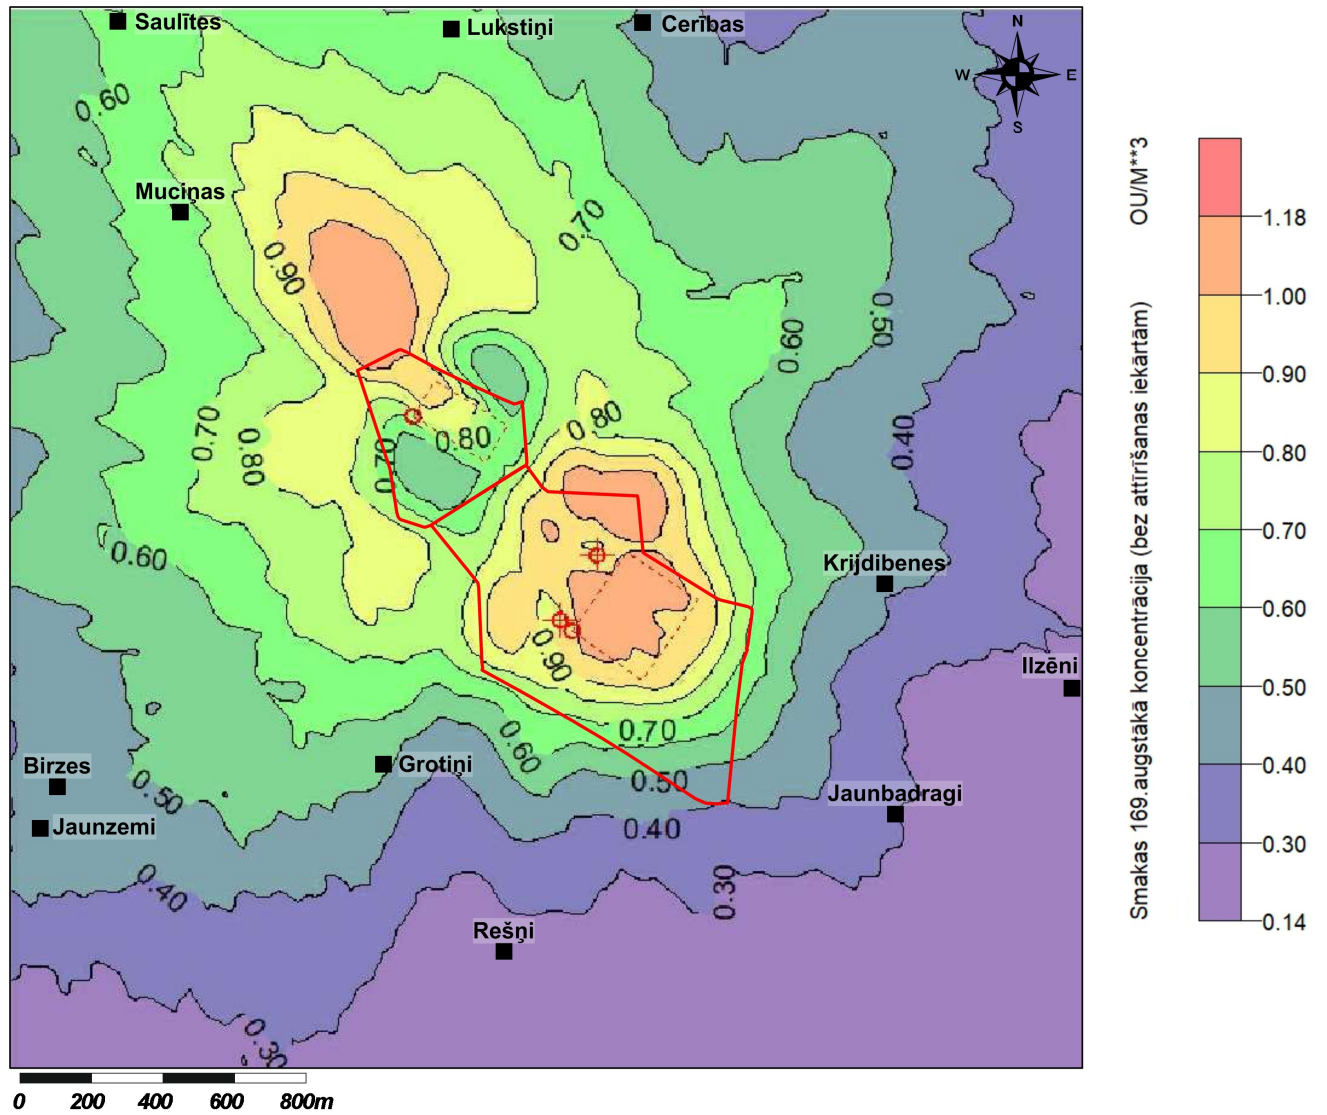 Saulītes
Lukstiņi
Cerības
N
W E
S
0.60
Muciņas
0.70
0.90
0.50
0.60
0.70
0.80
0.70
0.80
0.80
0.40
0.60
Krijdibenes
0.90
Ilzēni
0.70
0.60
Birzes
Grotiņi
0.50
0.50
Jaunbadragi
Jaunzemi
0.40
0.40
0.30
Rešņi
0.30
0 200 400 600 800m
Smakas 169.augstākā koncentrācija (bez attīrīšanas iekārtām) OU/M**3
1.18
1.00
0.90
0.80
0.70
0.60
0.50
0.40
0.30
0.14